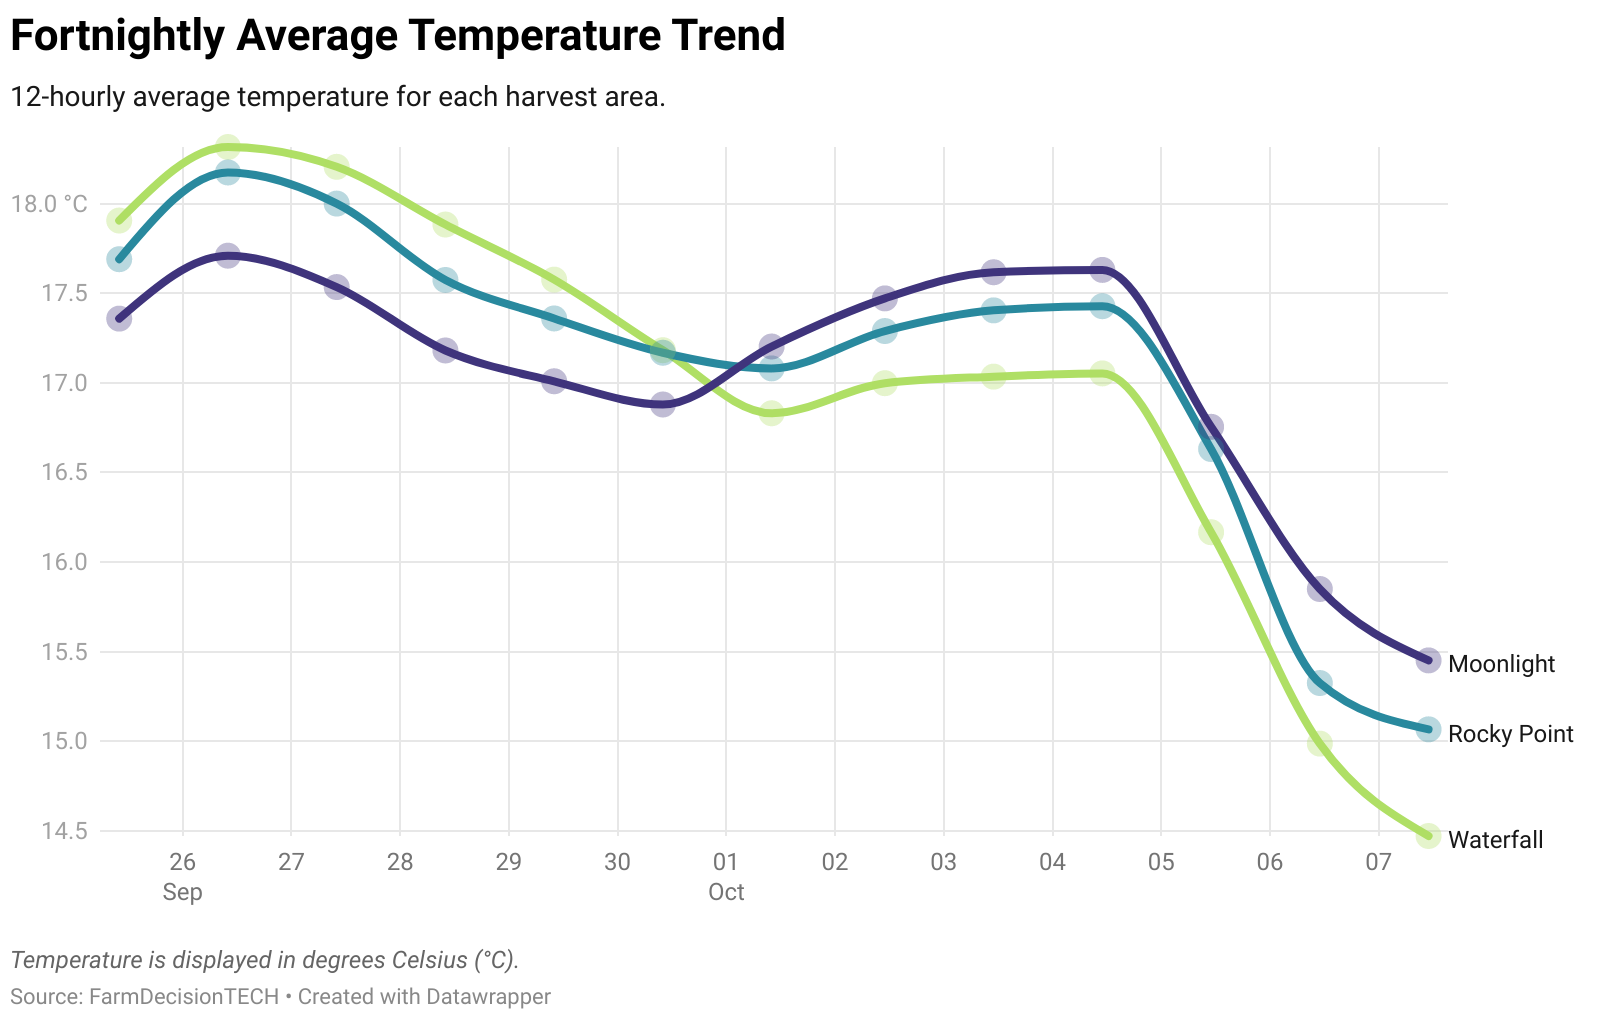 Fortnightly Average Temperature Trend
12-hourly average temperature for each harvest area.
18.0 °C
17.5
17.0
16.5
16.0
15.5
15.0
14.5
Moonlight
Rocky Point
Waterfall
26 27 28 29 30 01 02 03 04 05 06 07
Sep Oct
Temperature is displayed in degrees Celsius (°C).
Source: FarmDecisionTECH • Created with Datawrapper